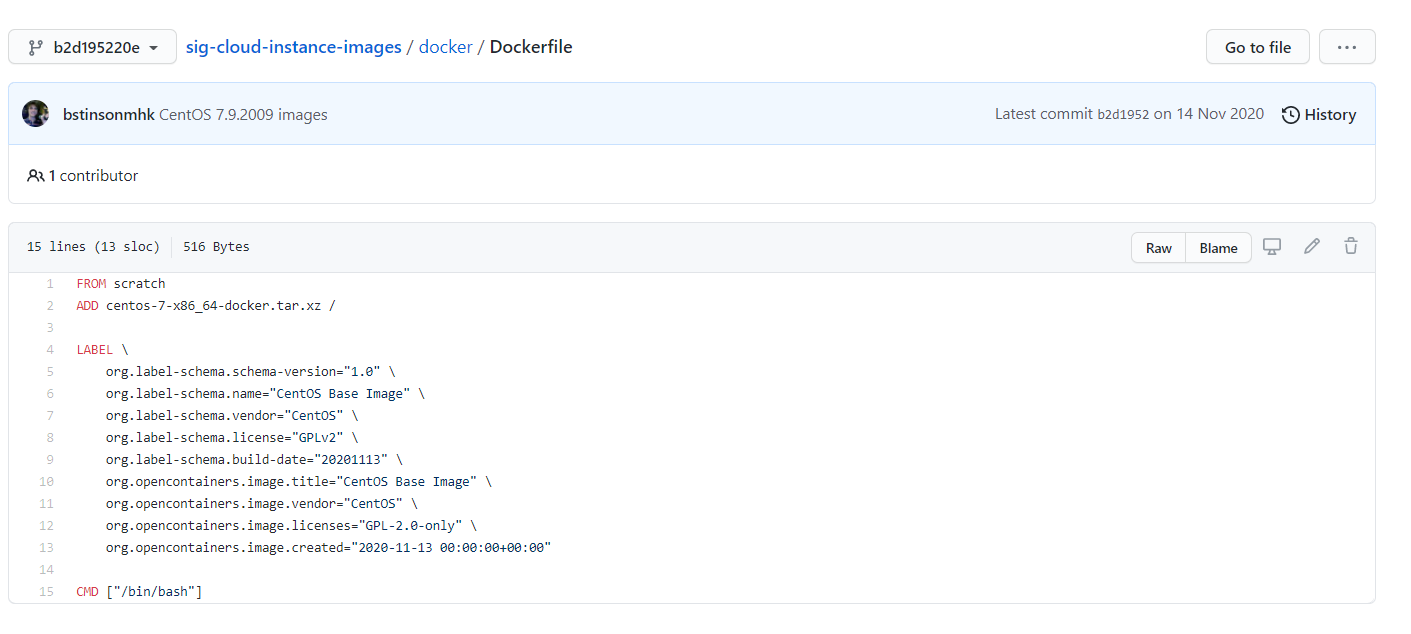 b2d195220e sig-cloud-instance-images / docker / Dockerfile Go to file ...
bstinsonmhk CentOS 7.9.2009 images Latest commit b2d1952 on 14 Nov 2020 History
1 contributor
15 lines (13 sloc) 516 Bytes Raw Blame
1 FROM scratch
2 ADD centos-7-x86_64-docker.tar.xz /
3
4 LABEL \
5 org.label-schema.schema-version="1.0" \
6 org.label-schema.name="CentOS Base Image" \
7 org.label-schema.vendor="CentOS" \
8 org.label-schema.license="GPLv2" \
9 org.label-schema.build-date="20201113" \
10 org.opencontainers.image.title="CentOS Base Image" \
11 org.opencontainers.image.vendor="CentOS" \
12 org.opencontainers.image.licenses="GPL-2.0-only" \
13 org.opencontainers.image.created="2020-11-13 00:00:00+00:00"
14
15 CMD ["/bin/bash"]